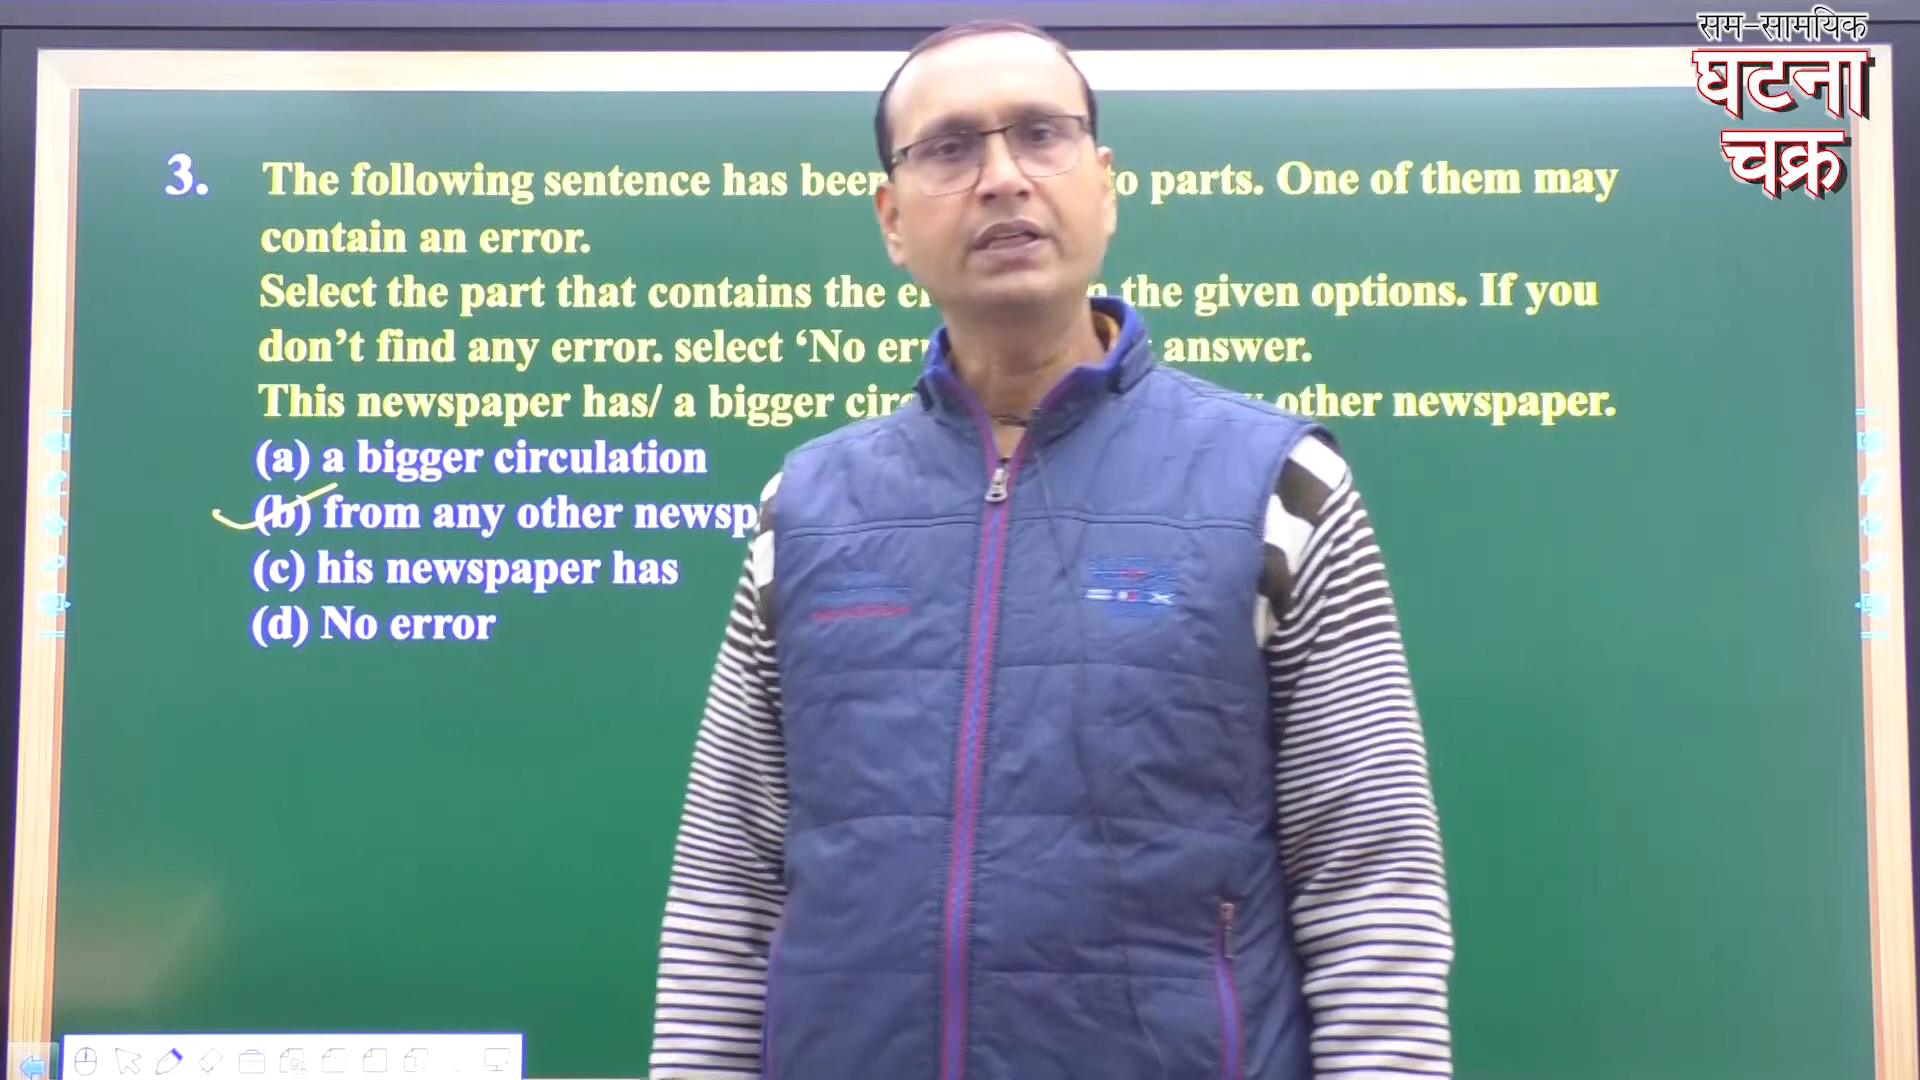 सम-सामयिक
घटना
चक्र
3. The following sentence has been to parts. One of them may
contain an error.
Select the part that contains the the given options. If you
don’t find any error. select ‘No answer.
This newspaper has/ a bigger other newspaper.
(a) a bigger circulation
(b) from any other
(c) his newspaper has
(d) No error